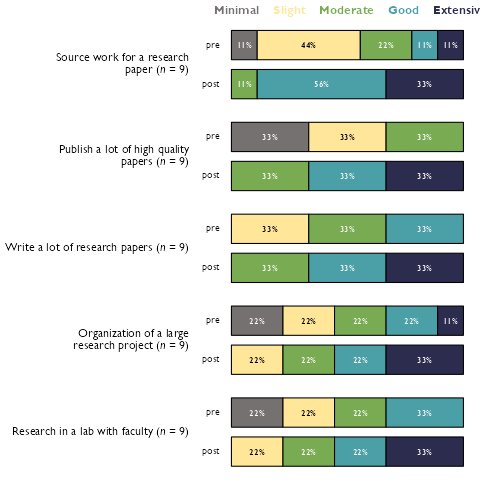 Minimal Slight Moderate Good Extensiv
Source work for a research
paper (n = 9)
pre 11% 44% 22% 11% 11%
post 11% 56% 33%
Publish a lot of high quality
papers (n = 9)
pre 33% 33% 33%
post 33% 33% 33%
Write a lot of research papers (n = 9)
pre 33% 33% 33%
post 33% 33% 33%
Organization of a large
research project (n = 9)
pre 22% 22% 22% 22% 11%
post 22% 22% 22% 33%
Research in a lab with faculty (n = 9)
pre 22% 22% 22% 33%
post 22% 22% 22% 33%